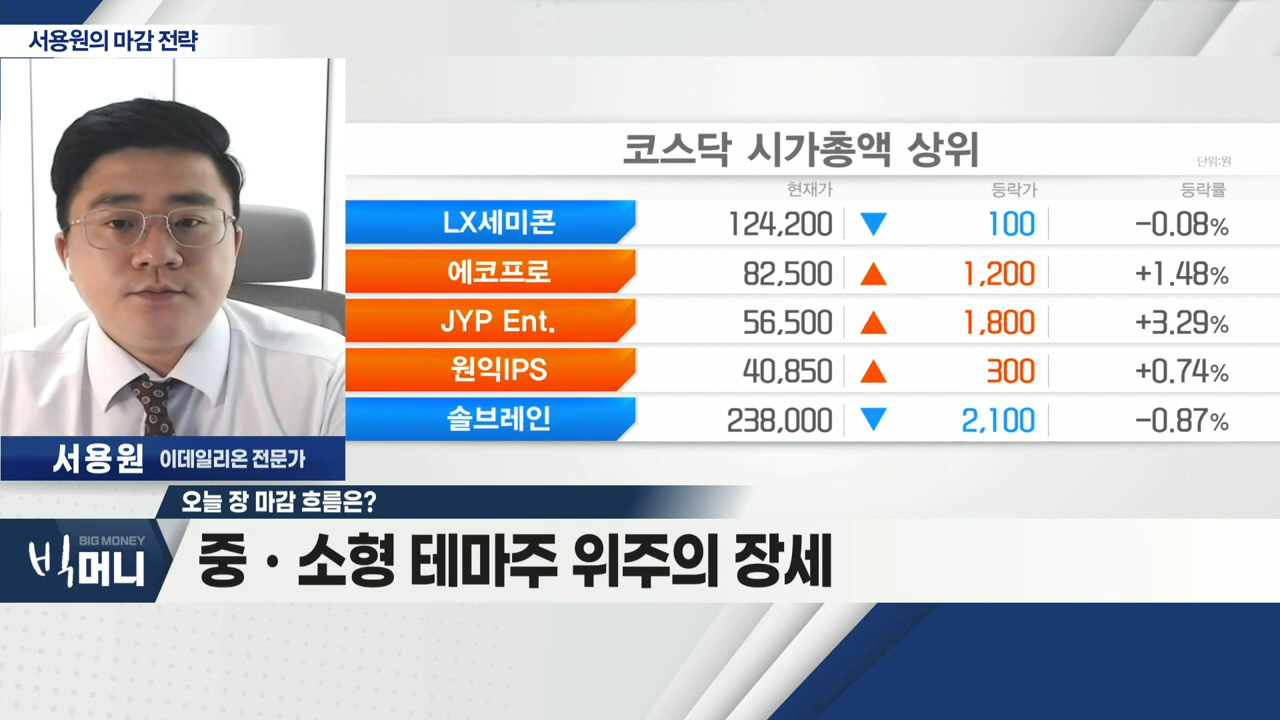 서용원의 마감 전략
코스닥 시가총액 상위
단위:원
현재가 등락가 등락률
LX세미콘 124,200 ▼ 100 -0.08%
에코프로 82,500 ▲ 1,200 +1.48%
JYP Ent. 56,500 ▲ 1,800 +3.29%
원익IPS 40,850 ▲ 300 +0.74%
솔브레인 238,000 ▼ 2,100 -0.87%
서용원 이데일리온 전문가
오늘 장 마감 흐름은?
BIG MONEY
빅머니
중·소형 테마주 위주의 장세